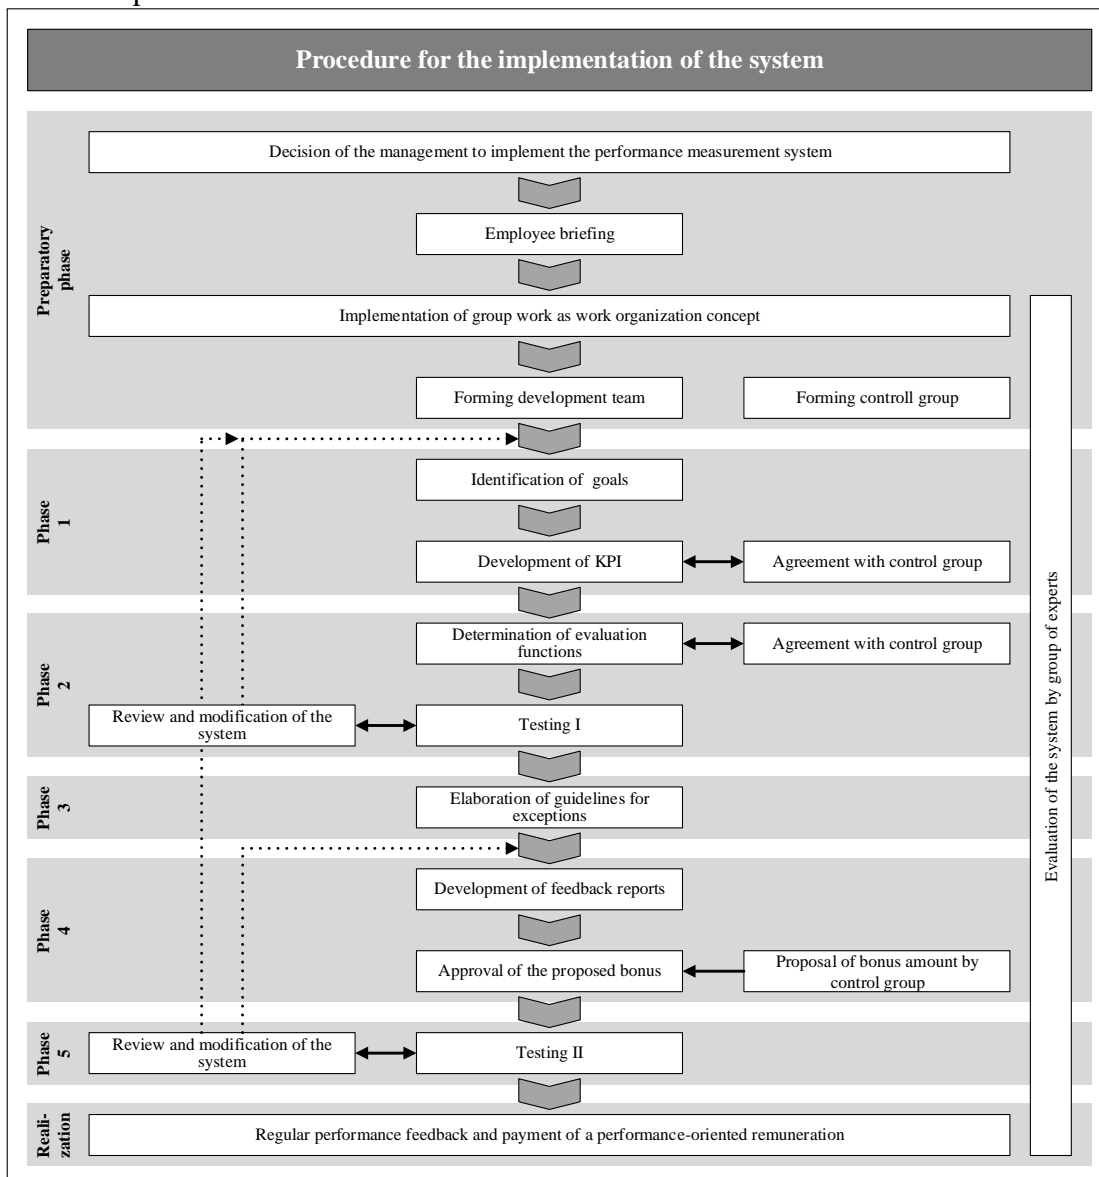 Procedure for the implementation of the system
Preparatory
phase
Decision of the management to implement the performance measurement system
Employee briefing
Implementation of group work as work organization concept
Forming development team
Forming controll group
Phase
1
Identification of goals
Development of KPI
Agreement with control group
Phase
2
Determination of evaluation
functions
Agreement with control group
Review and modification of the
system
Testing I
Phase
3
Elaboration of guidelines for
exceptions
Phase
4
Development of feedback reports
Approval of the proposed bonus
Proposal of bonus amount by
control group
Phase
5
Review and modification of the
system
Testing II
Reali-
zation
Regular performance feedback and payment of a performance-oriented remuneration
Evaluation of the system by group of experts